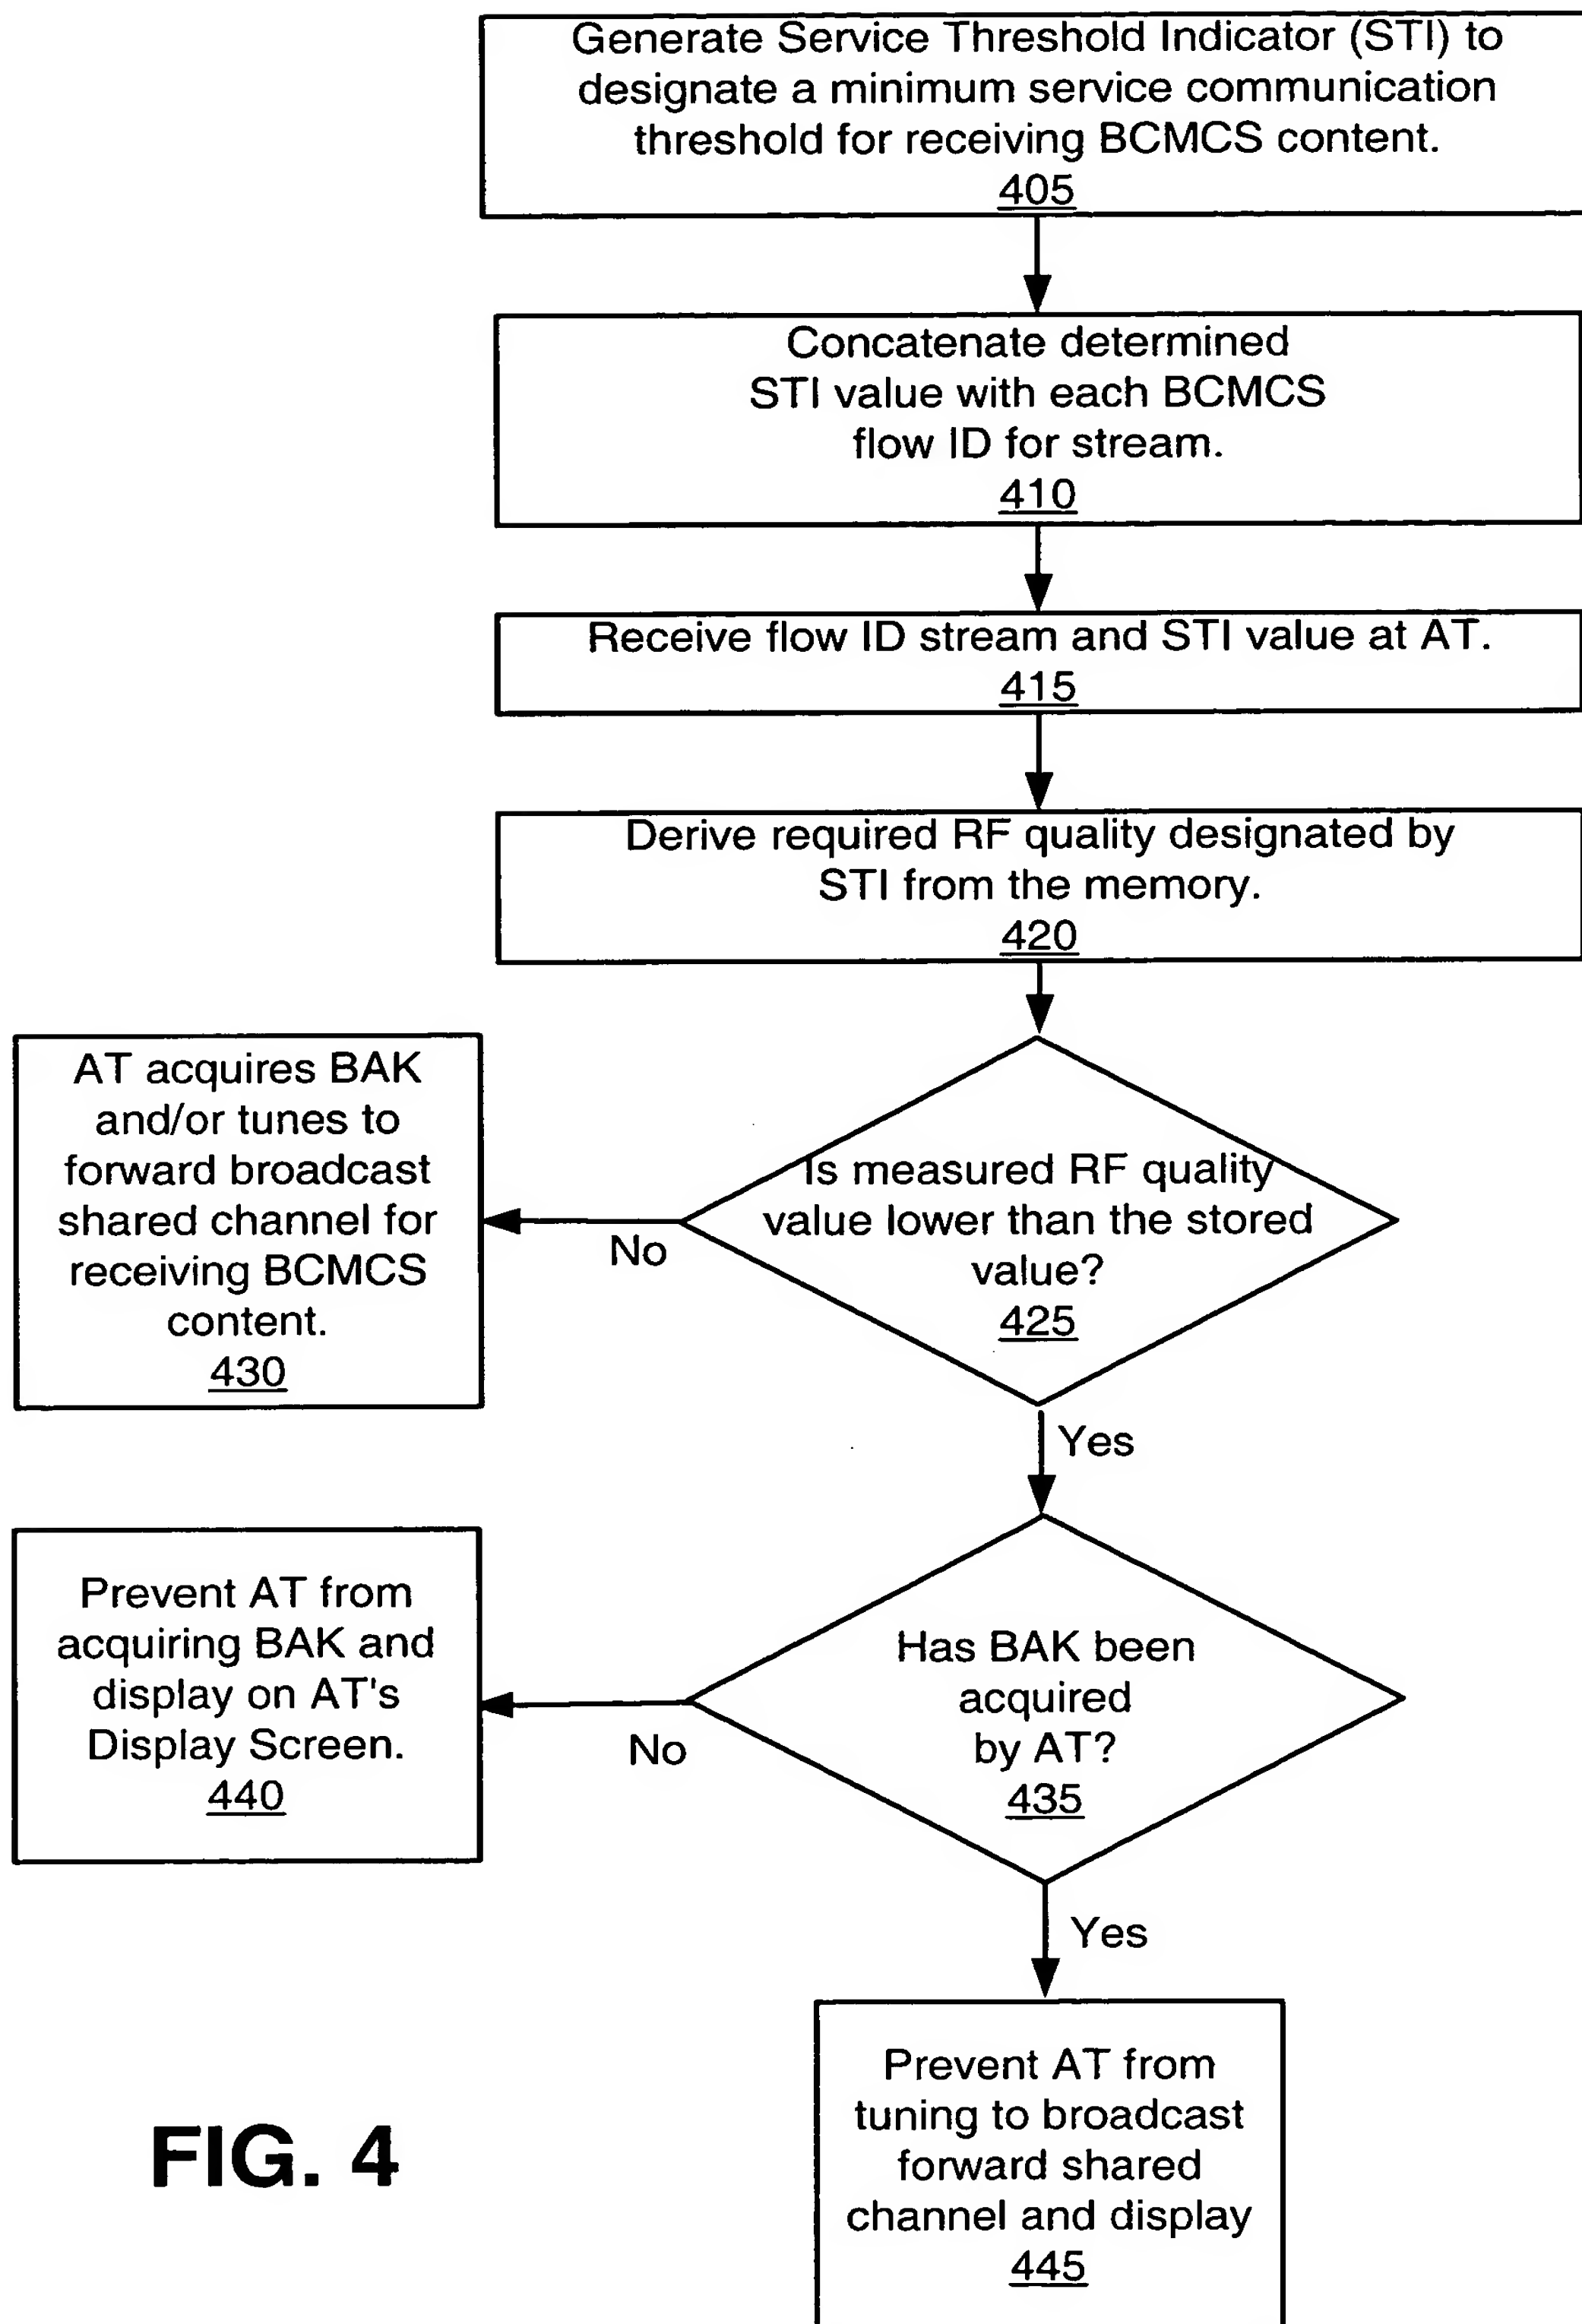 Generate Service Threshold Indicator (STI) to
designate a minimum service communication
threshold for receiving BCMCS content.
405
Concatenate determined
STI value with each BCMCS
flow ID for stream.
410
Receive flow ID stream and STI value at AT.
415
Derive required RF quality designated by
STI from the memory.
420
Is measured RF quality
value lower than the stored
value?
425
No
AT acquires BAK
and/or tunes to
forward broadcast
shared channel for
receiving BCMCS
content.
430
Yes
Has BAK been
acquired
by AT?
435
No
Prevent AT from
acquiring BAK and
display on AT's
Display Screen.
440
Yes
Prevent AT from
tuning to broadcast
forward shared
channel and display
445
FIG. 4